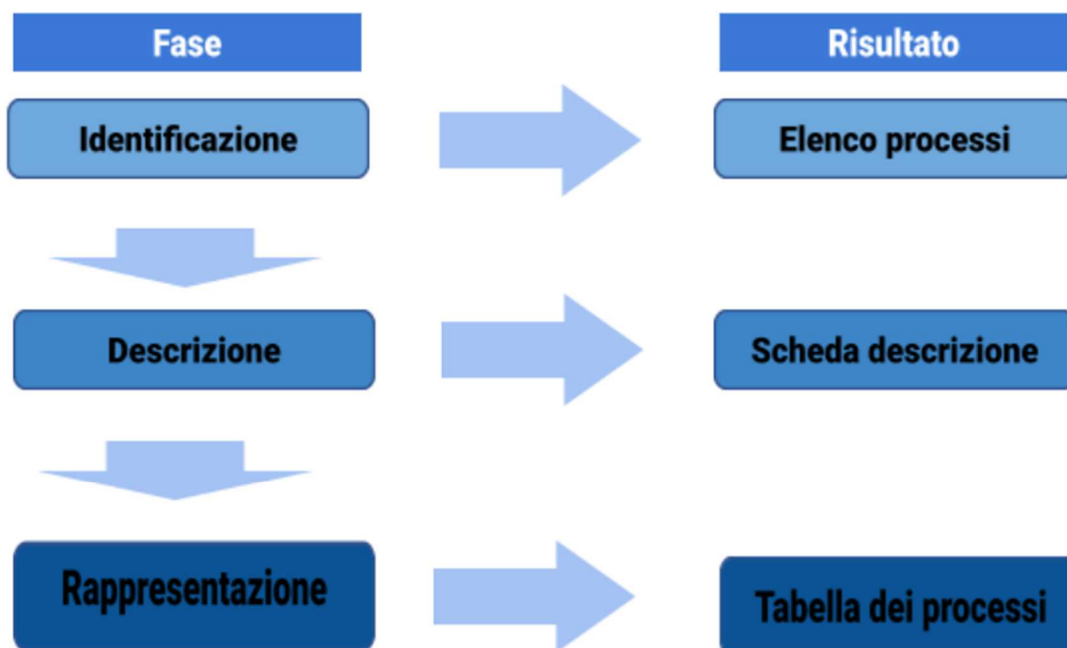 Fase
Risultato
Identificazione
Elenco processi
Descrizione
Scheda descrizione
Rappresentazione
Tabella dei processi